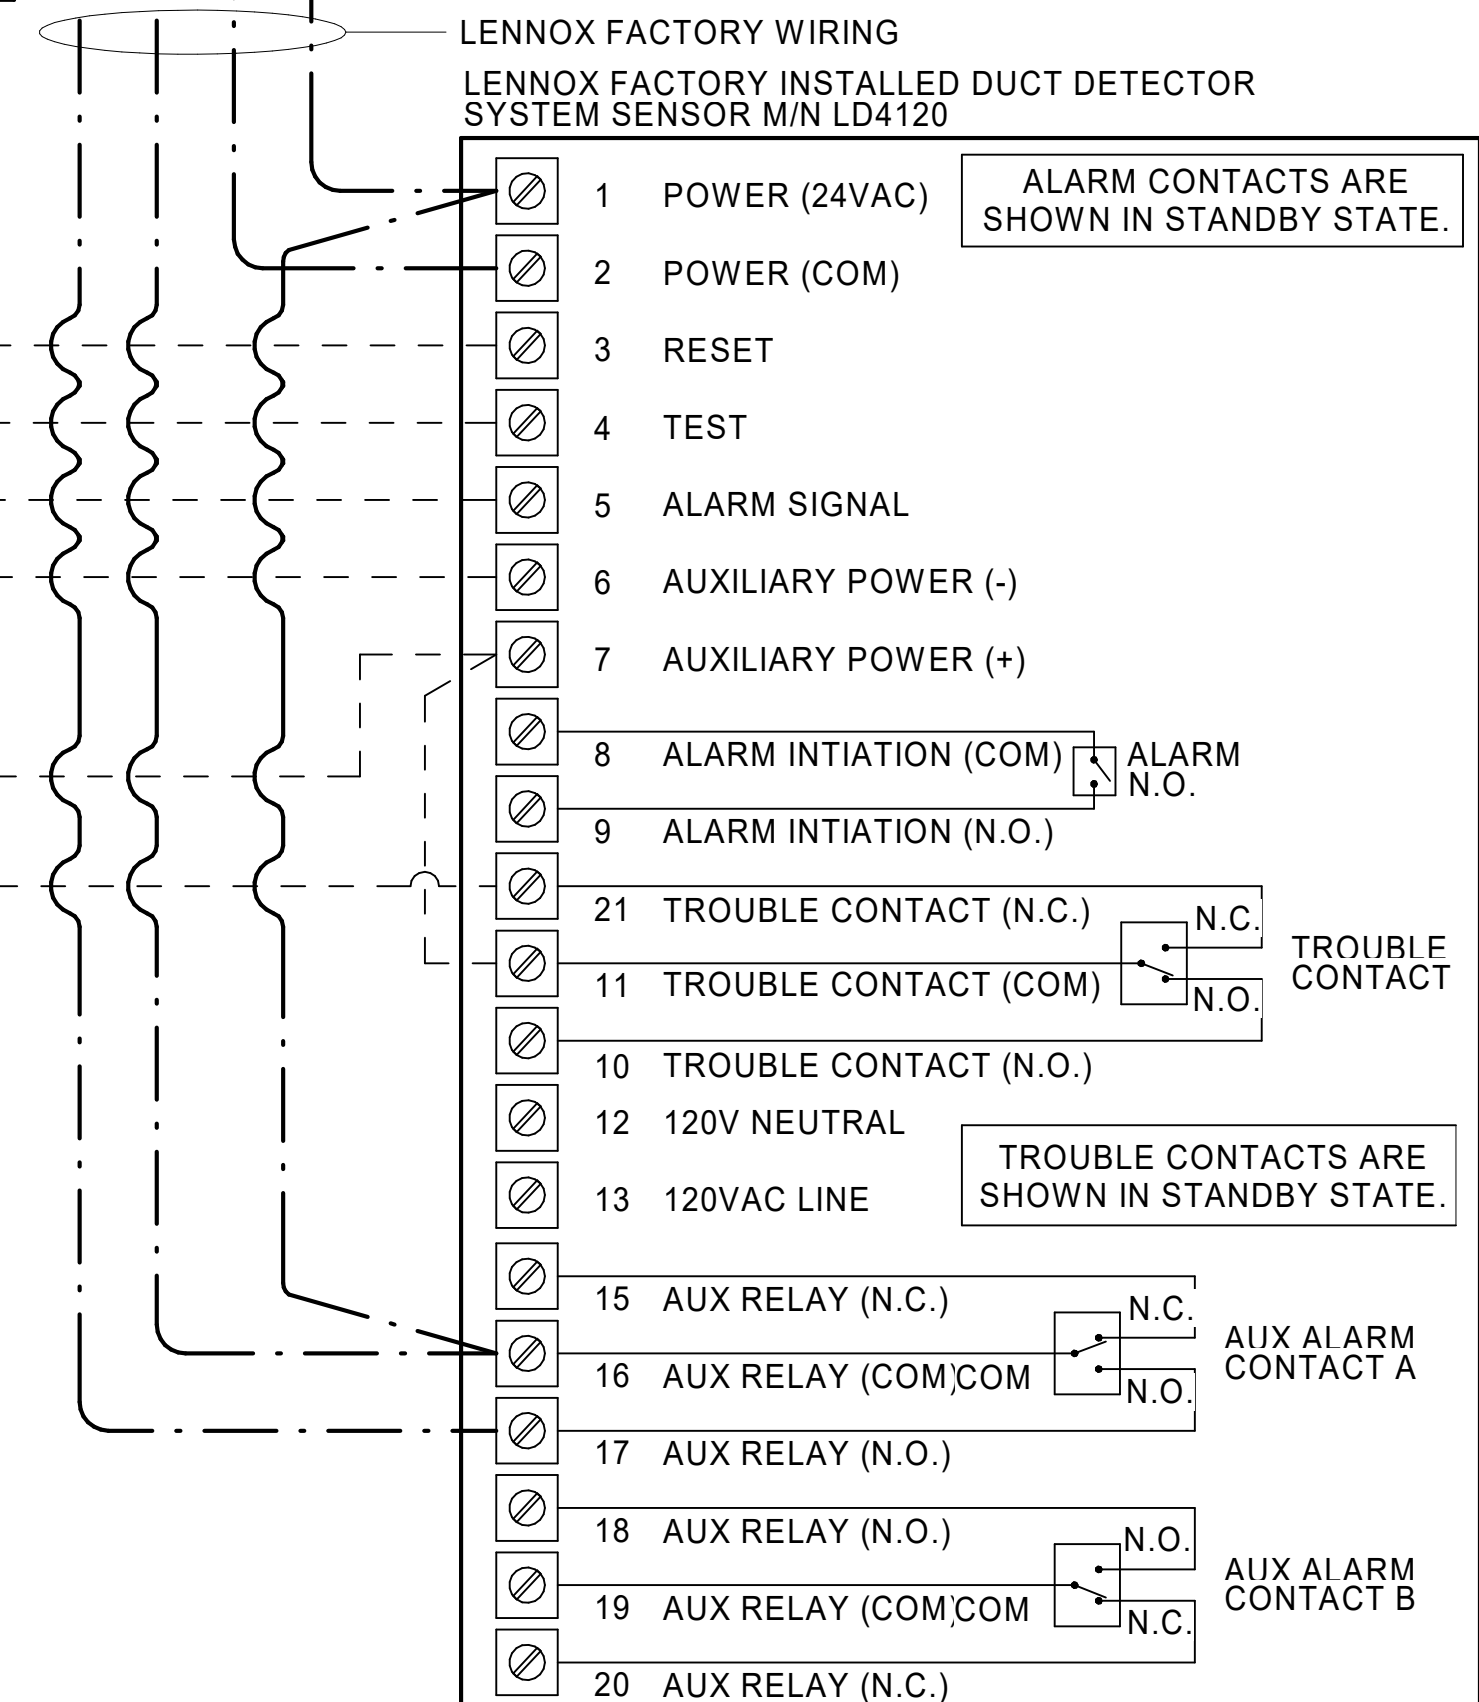 LENNOX FACTORY WIRING
LENNOX FACTORY INSTALLED DUCT DETECTOR
SYSTEM SENSOR M/N LD4120
ALARM CONTACTS ARE
SHOWN IN STANDBY STATE.
1 POWER (24VAC)
2 POWER (COM)
3 RESET
4 TEST
5 ALARM SIGNAL
6 AUXILIARY POWER (-)
7 AUXILIARY POWER (+)
8 ALARM INTIATION (COM)
ALARM
N.O.
9 ALARM INTIATION (N.O.)
21 TROUBLE CONTACT (N.C.)
N.C.
TROUBLE
CONTACT
11 TROUBLE CONTACT (COM)
N.O.
10 TROUBLE CONTACT (N.O.)
12 120V NEUTRAL
TROUBLE CONTACTS ARE
SHOWN IN STANDBY STATE.
13 120VAC LINE
15 AUX RELAY (N.C.)
N.C.
AUX ALARM
CONTACT A
16 AUX RELAY (COM)COM
N.O.
17 AUX RELAY (N.O.)
18 AUX RELAY (N.O.)
N.O.
AUX ALARM
CONTACT B
19 AUX RELAY (COM)COM
N.C.
20 AUX RELAY (N.C.)